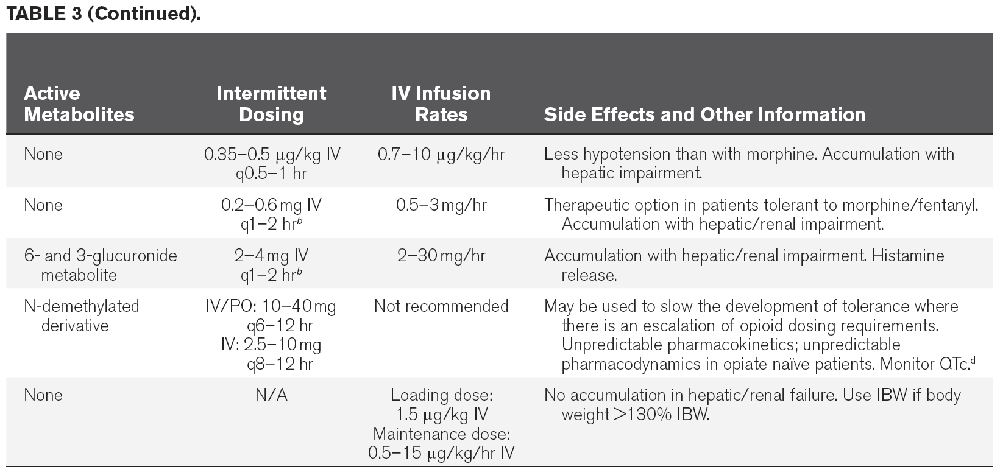 TABLE 3 (Continued).
Active Metabolites | Intermittent Dosing | IV Infusion Rates | Side Effects and Other Information
None
0.35–0.5 μg/kg IV
q0.5–1 hr
0.7–10 μg/kg/hr
Less hypotension than with morphine. Accumulation with
hepatic impairment.
None
0.2–0.6 mg IV
q1–2 hrᵇ
0.5–3 mg/hr
Therapeutic option in patients tolerant to morphine/fentanyl.
Accumulation with hepatic/renal impairment.
6- and 3-glucuronide
metabolite
2–4 mg IV
q1–2 hrᵇ
2–30 mg/hr
Accumulation with hepatic/renal impairment. Histamine
release.
N-demethylated
derivative
IV/PO: 10–40 mg
q6–12 hr
IV: 2.5–10 mg
q8–12 hr
Not recommended
May be used to slow the development of tolerance where
there is an escalation of opioid dosing requirements.
Unpredictable pharmacokinetics; unpredictable
pharmacodynamics in opiate naïve patients. Monitor QTc.ᵈ
None
N/A
Loading dose:
1.5 μg/kg IV
Maintenance dose:
0.5–15 μg/kg/hr IV
No accumulation in hepatic/renal failure. Use IBW if body
weight >130% IBW.